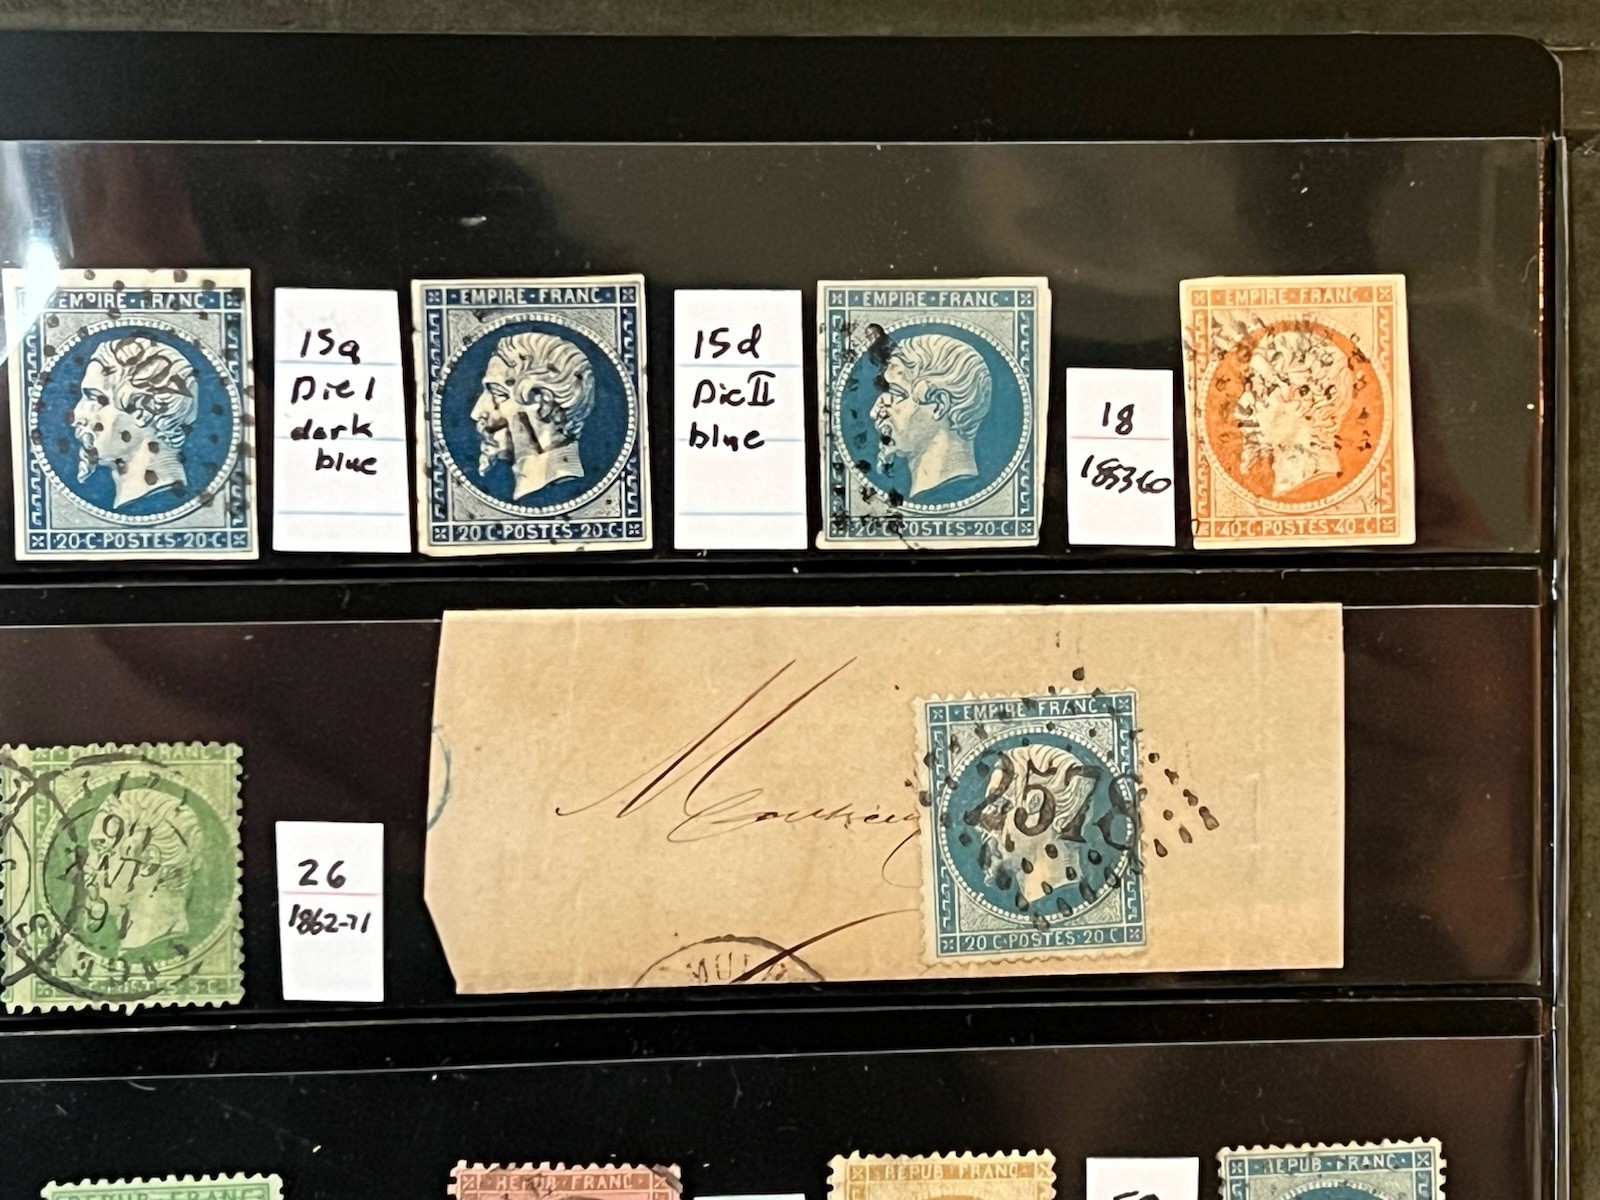 EMPIRE·FRANC
20·C·POSTES·20·C·
15a
Die I
dark
blue
·EMPIRE·FRANC·
20·C·POSTES·20·C·
15d
Die II
blue
EMPIRE·FRANC·
20·C·POSTES·20·C·
18
1853-60
EMPIRE·FRANC·
40·C·POSTES·40·C·
FRANC
26
1862-71
EMPIRE FRANC
2578
20 C·POSTES 20 C
REPUB·FRANC
REPUB·FRANC
REPUB·FRANC
REPUB·FRANC·